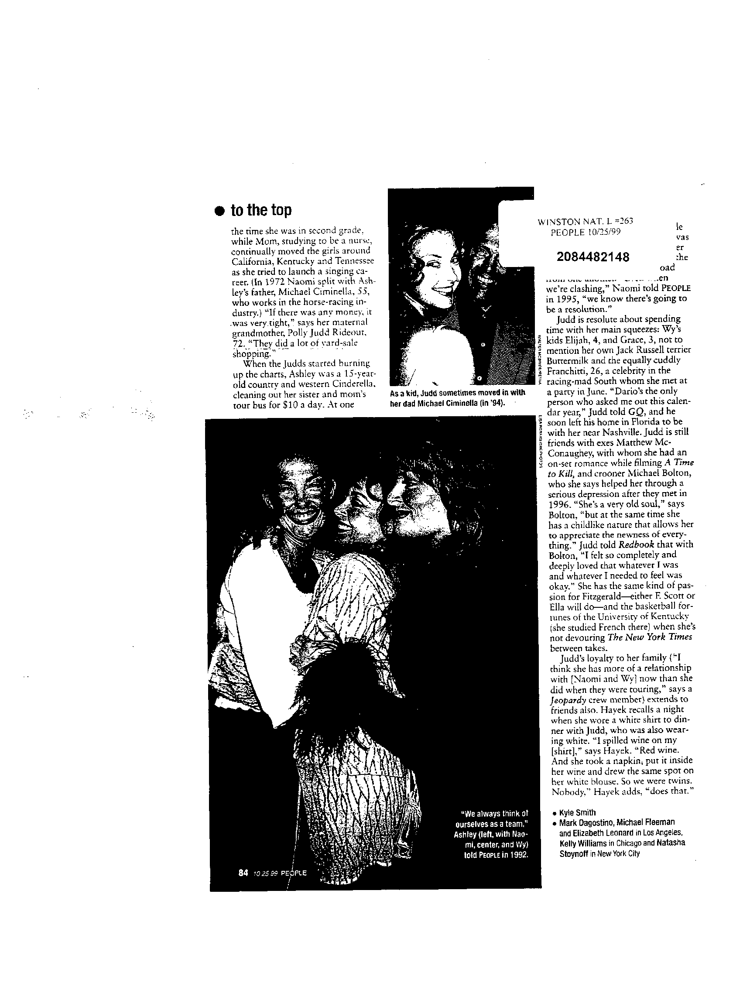 ● to the top
the time she was in second grade,
while Mom, studying to be a nurse,
continually moved the girls around
California, Kentucky and Tennessee
as she tried to launch a singing ca-
reer. (In 1972 Naomi split with Ash-
ley's father, Michael Ciminella, 55,
who works in the horse-racing in-
dustry.) "If there was any money, it
was very tight," says her maternal
grandmother, Polly Judd Rideout,
72. "They did a lot of yard-sale
shopping."
When the Judds started burning
up the charts, Ashley was a 15-year-
old country and western Cinderella,
cleaning out her sister and mom's
tour bus for $10 a day. At one
As a kid, Judd sometimes moved in with
her dad Michael Ciminella (in '94).
"We always think of
ourselves as a team,"
Ashley (left, with Nao-
mi, center, and Wy)
told PEOPLE in 1992.
84 10.25.99 PEOPLE
WINSTON NAT. L =263
PEOPLE 10/25/99
2084482148
le
vas
er
:he
oad
en
we're clashing," Naomi told PEOPLE
in 1995, "we know there's going to
be a resolution."
Judd is resolute about spending
time with her main squeezes: Wy's
kids Elijah, 4, and Grace, 3, not to
mention her own Jack Russell terrier
Buttermilk and the equally cuddly
Franchitti, 26, a celebrity in the
racing-mad South whom she met at
a party in June. "Dario's the only
person who asked me out this calen-
dar year," Judd told GQ, and he
soon left his home in Florida to be
with her near Nashville. Judd is still
friends with exes Matthew Mc-
Conaughey, with whom she had an
on-set romance while filming A Time
to Kill, and crooner Michael Bolton,
who she says helped her through a
serious depression after they met in
1996. "She's a very old soul," says
Bolton, "but at the same time she
has a childlike nature that allows her
to appreciate the newness of every-
thing." Judd told Redbook that with
Bolton, "I felt so completely and
deeply loved that whatever I was
and whatever I needed to feel was
okay." She has the same kind of pas-
sion for Fitzgerald—either F. Scott or
Ella will do—and the basketball for-
tunes of the University of Kentucky
(she studied French there) when she's
not devouring The New York Times
between takes.
Judd's loyalty to her family ("I
think she has more of a relationship
with [Naomi and Wy] now than she
did when they were touring," says a
Jeopardy crew member) extends to
friends also. Hayek recalls a night
when she wore a white shirt to din-
ner with Judd, who was also wear-
ing white. "I spilled wine on my
[shirt]," says Hayek. "Red wine.
And she took a napkin, put it inside
her wine and drew the same spot on
her white blouse. So we were twins.
Nobody," Hayek adds, "does that."
● Kyle Smith
● Mark Dagostino, Michael Fleeman
and Elizabeth Leonard in Los Angeles,
Kelly Williams in Chicago and Natasha
Stoynoff in New York City